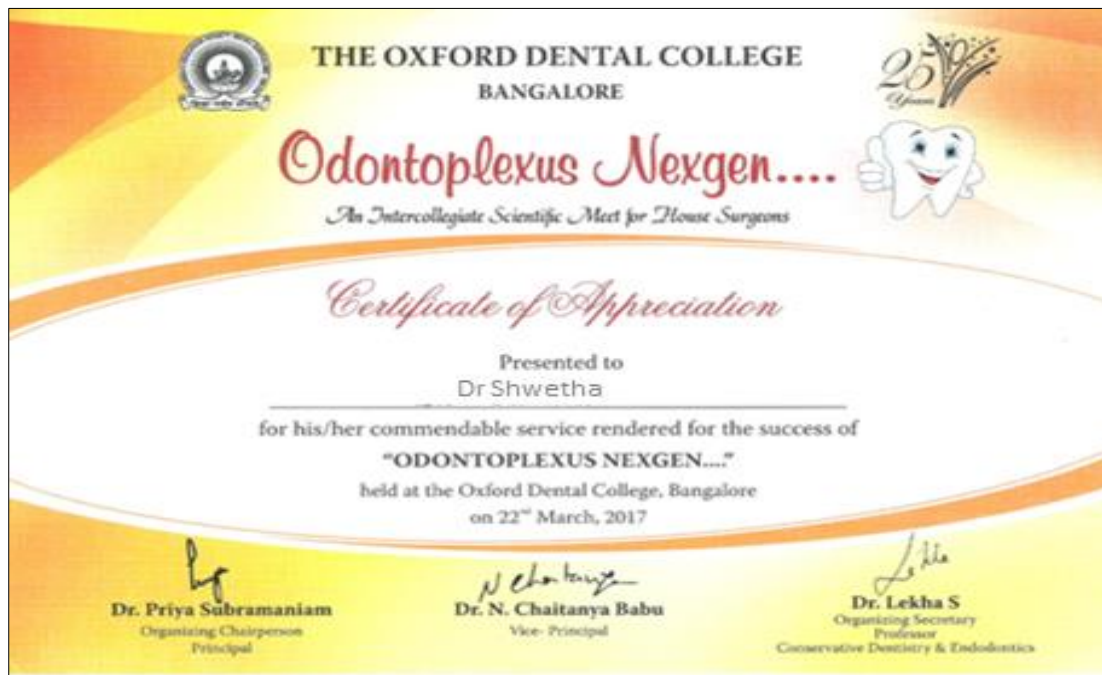 THE OXFORD DENTAL COLLEGE
BANGALORE
25
Years
Odontoplexus Nexgen....
An Intercollegiate Scientific Meet for House Surgeons
Certificate of Appreciation
Presented to
Dr Shwetha
for his/her commendable service rendered for the success of
"ODONTOPLEXUS NEXGEN...."
held at the Oxford Dental College, Bangalore
on 22nd March, 2017
N Chaitanya
Lekha
Dr. Priya Subramaniam
Organizing Chairperson
Principal
Dr. N. Chaitanya Babu
Vice- Principal
Dr. Lekha S
Organizing Secretary
Professor
Conservative Dentistry & Endodontics